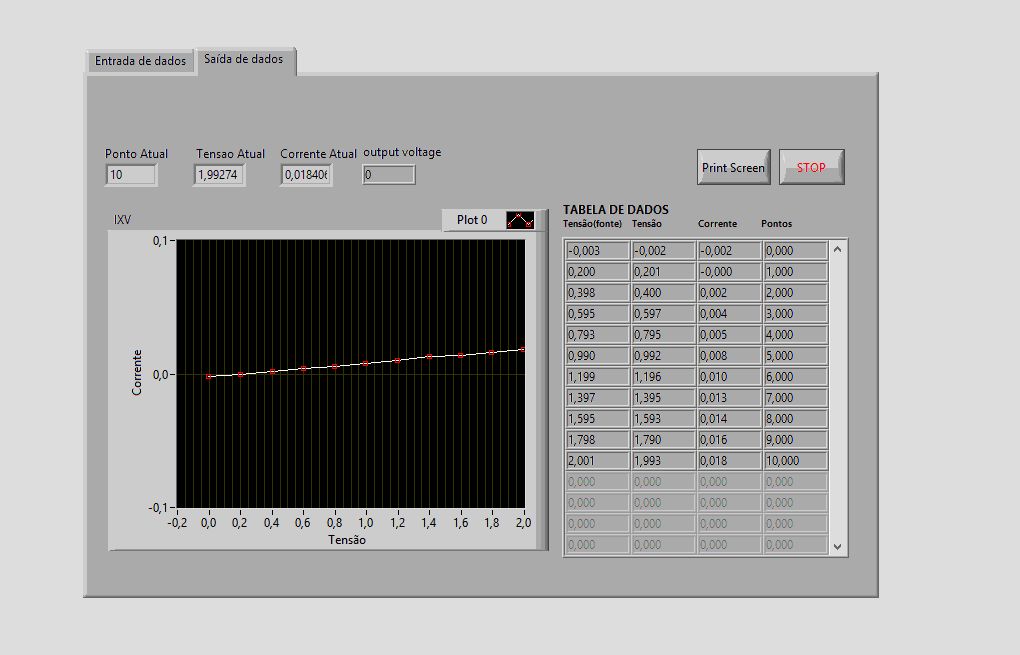 Entrada de dados
Saída de dados
Ponto Atual
Tensao Atual
Corrente Atual
output voltage
10
1,99274
0,018406
0
Print Screen
STOP
IXV
Plot 0
0,1
0,0
-0,1
Corrente
-0,2 0,0 0,2 0,4 0,6 0,8 1,0 1,2 1,4 1,6 1,8 2,0
Tensão
TABELA DE DADOS
Tensão(fonte) Tensão Corrente Pontos
-0,003 -0,002 -0,002 0,000
0,200 0,201 -0,000 1,000
0,398 0,400 0,002 2,000
0,595 0,597 0,004 3,000
0,793 0,795 0,005 4,000
0,990 0,992 0,008 5,000
1,199 1,196 0,010 6,000
1,397 1,395 0,013 7,000
1,595 1,593 0,014 8,000
1,798 1,790 0,016 9,000
2,001 1,993 0,018 10,000
0,000 0,000 0,000 0,000
0,000 0,000 0,000 0,000
0,000 0,000 0,000 0,000
0,000 0,000 0,000 0,000